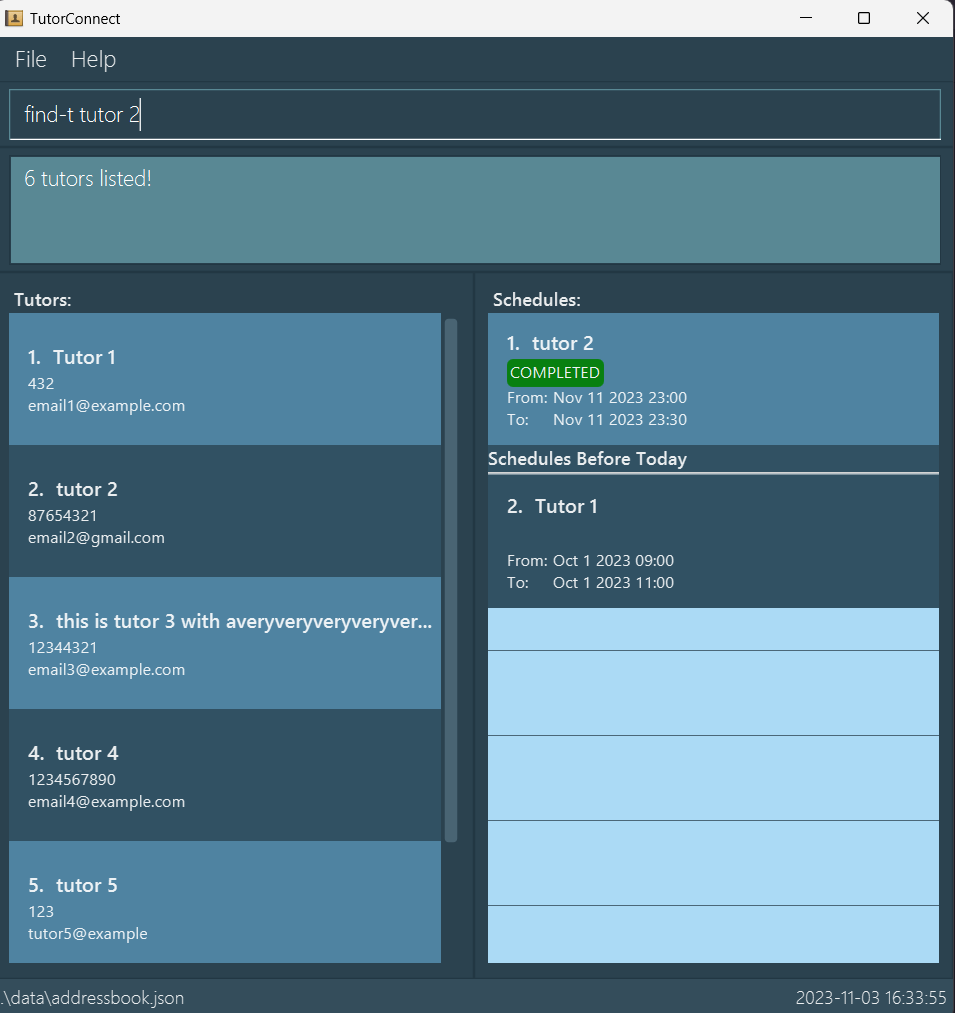 TutorConnect
File Help
find-t tutor 2
6 tutors listed!
Tutors:
1. Tutor 1
432
email1@example.com
2. tutor 2
87654321
email2@gmail.com
3. this is tutor 3 with averyveryveryveryver...
12344321
email3@example.com
4. tutor 4
1234567890
email4@example.com
5. tutor 5
123
tutor5@example
Schedules:
1. tutor 2
COMPLETED
From: Nov 11 2023 23:00
To: Nov 11 2023 23:30
Schedules Before Today
2. Tutor 1
From: Oct 1 2023 09:00
To: Oct 1 2023 11:00
.\data\addressbook.json
2023-11-03 16:33:55